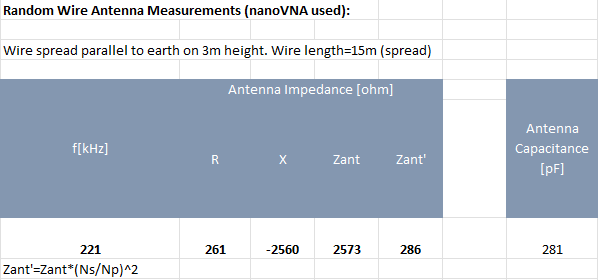 Random Wire Antenna Measurements (nanoVNA used):
Wire spread parallel to earth on 3m height. Wire length=15m (spread)
Antenna Impedance [ohm]
f[kHz] R X Zant Zant'
Antenna
Capacitance
[pF]
221 261 -2560 2573 286 281
Zant'=Zant*(Ns/Np)^2